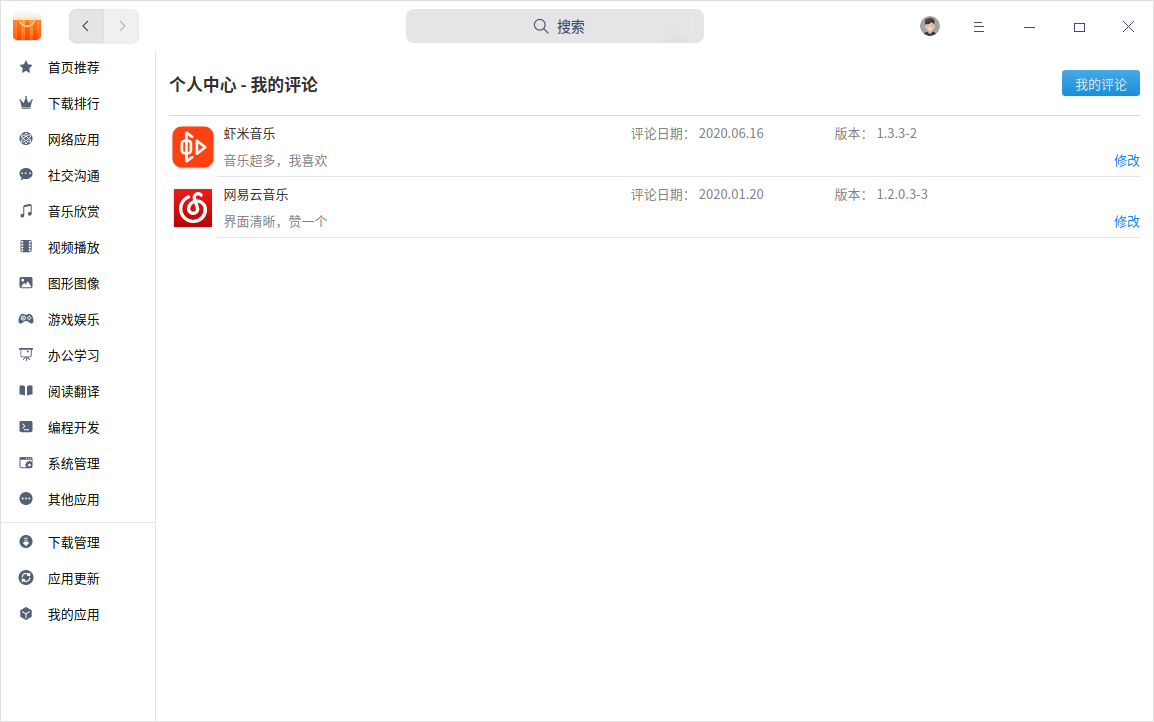 搜索
首页推荐
下载排行
网络应用
社交沟通
音乐欣赏
视频播放
图形图像
游戏娱乐
办公学习
阅读翻译
编程开发
系统管理
其他应用
下载管理
应用更新
我的应用
个人中心 - 我的评论
我的评论
虾米音乐 评论日期： 2020.06.16 版本： 1.3.3-2
音乐超多，我喜欢 修改
网易云音乐 评论日期： 2020.01.20 版本： 1.2.0.3-3
界面清晰，赞一个 修改